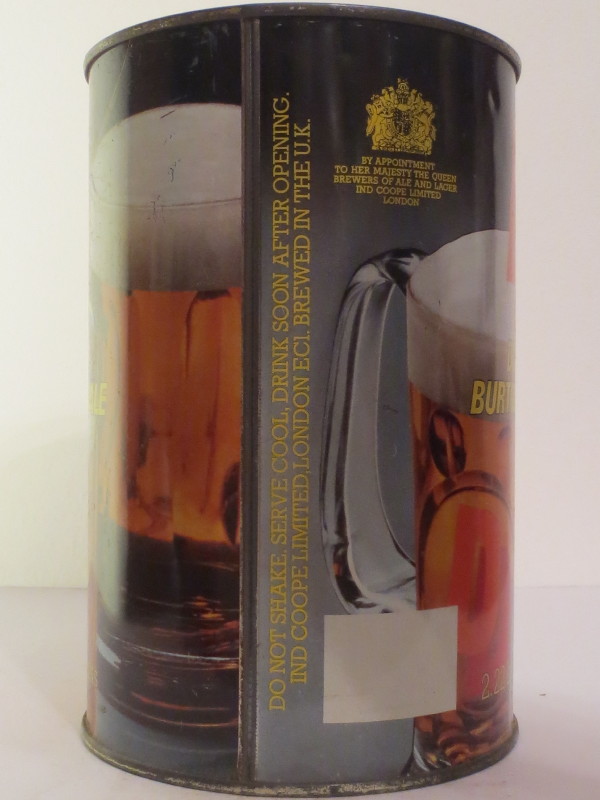 BY APPOINTMENT
TO HER MAJESTY THE QUEEN
BREWERS OF ALE AND LAGER
IND COOPE LIMITED
LONDON
DO NOT SHAKE. SERVE COOL, DRINK SOON AFTER OPENING.
IND COOPE LIMITED, LONDON EC1. BREWED IN THE U.K.
ALE
BURT